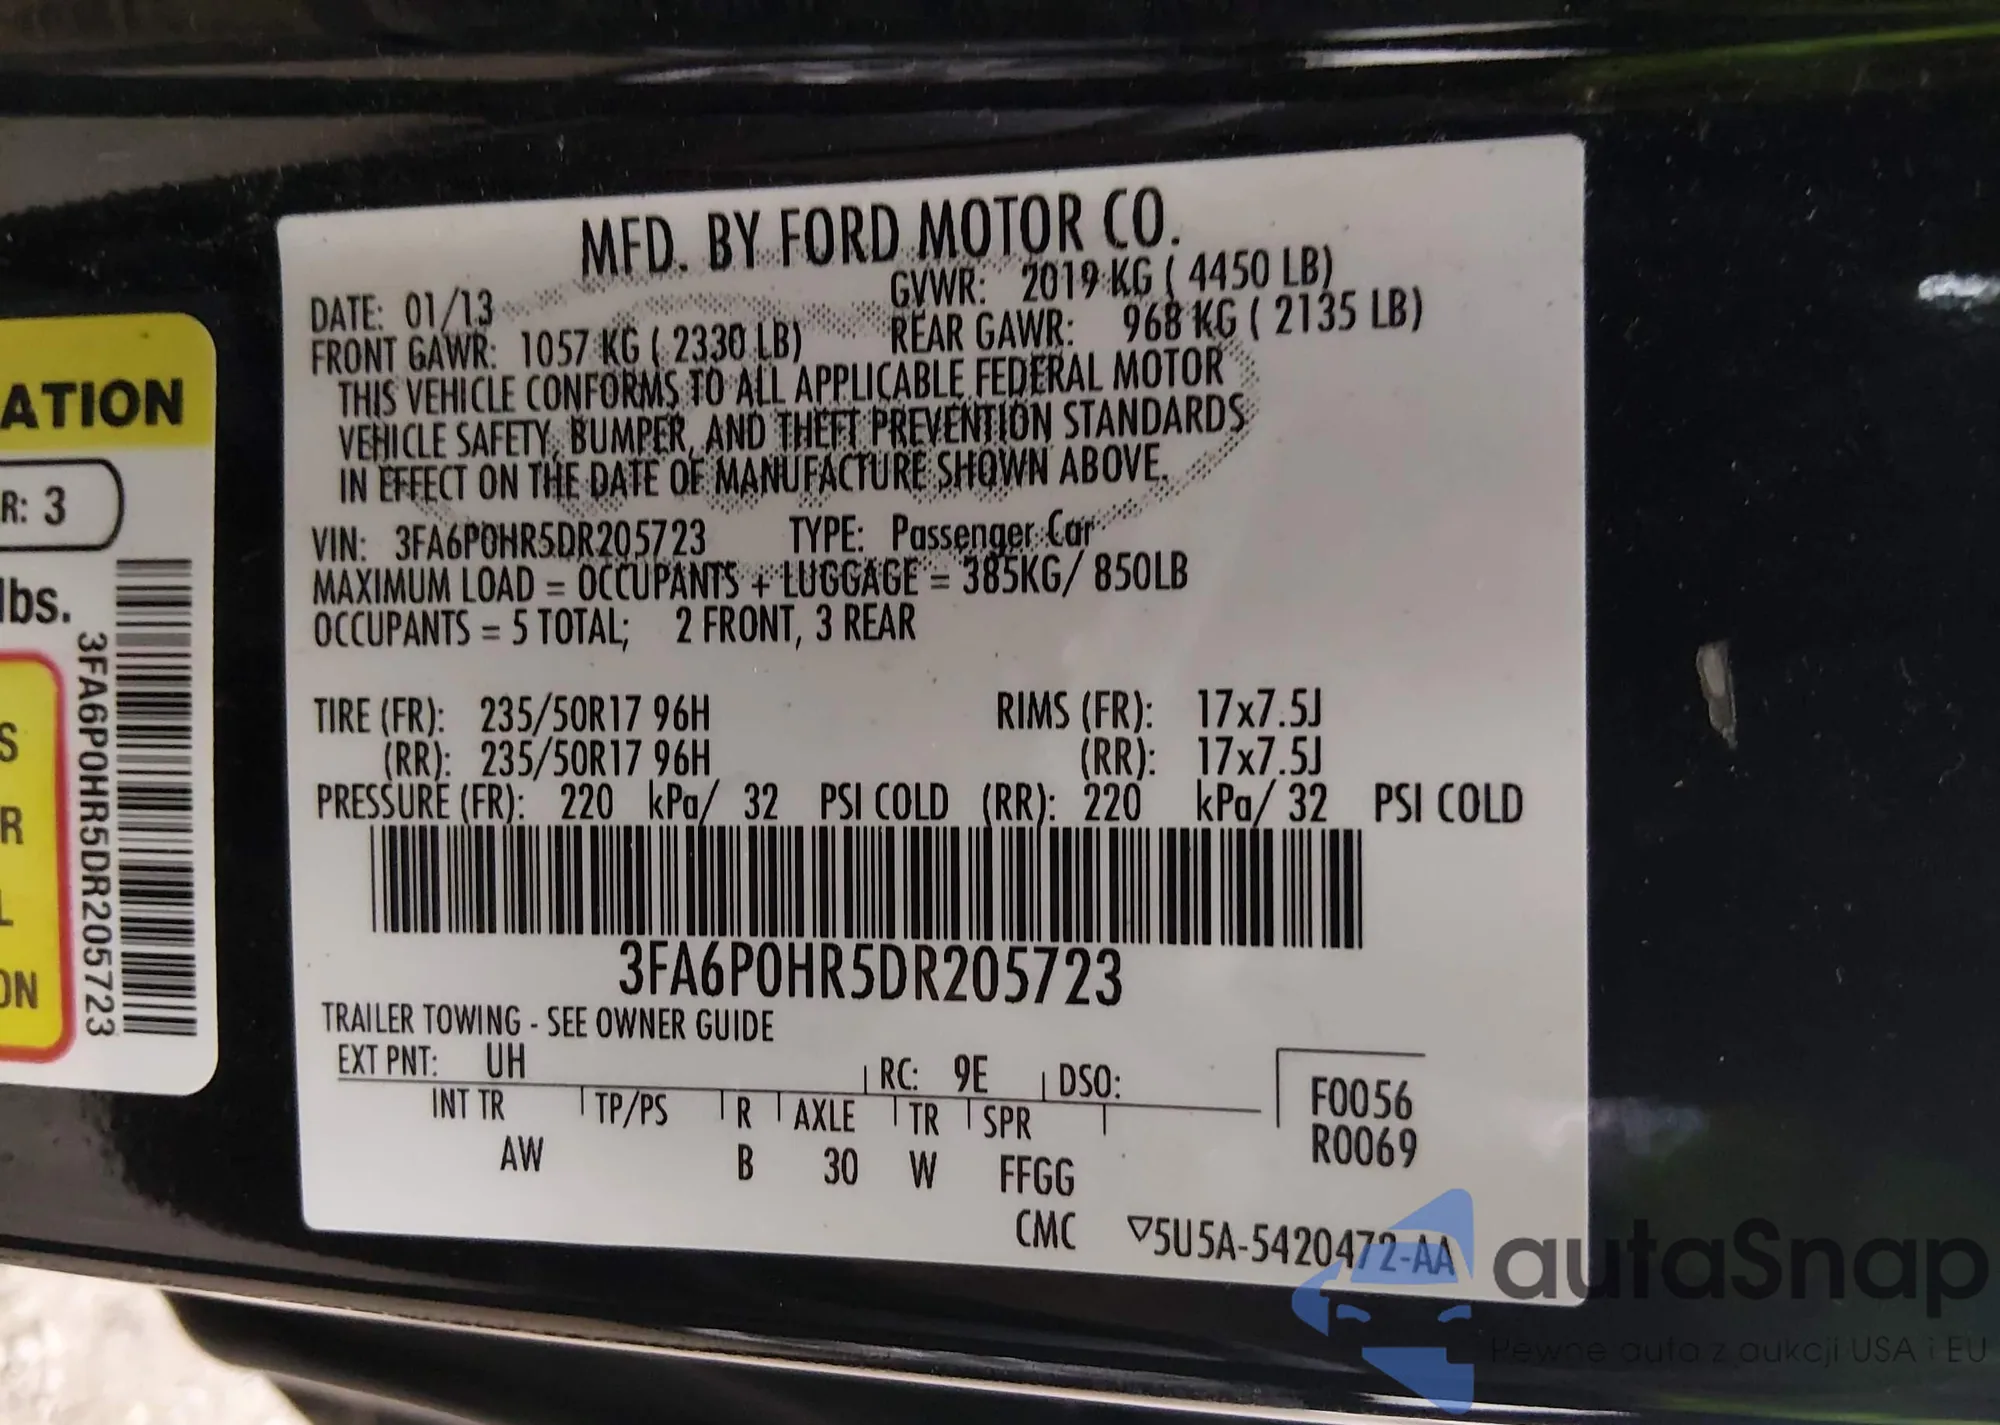 MFD. BY FORD MOTOR CO.
DATE: 01/13
GVWR: 2019 KG ( 4450 LB)
FRONT GAWR: 1057 KG ( 2330 LB)
REAR GAWR: 968 KG ( 2135 LB)
THIS VEHICLE CONFORMS TO ALL APPLICABLE FEDERAL MOTOR
VEHICLE SAFETY, BUMPER, AND THEFT PREVENTION STANDARDS
IN EFFECT ON THE DATE OF MANUFACTURE SHOWN ABOVE.
VIN: 3FA6P0HR5DR205723 TYPE: Passenger Car
MAXIMUM LOAD = OCCUPANTS + LUGGAGE = 385KG/ 850LB
OCCUPANTS = 5 TOTAL; 2 FRONT, 3 REAR
TIRE (FR): 235/50R17 96H RIMS (FR): 17x7.5J
(RR): 235/50R17 96H (RR): 17x7.5J
PRESSURE (FR): 220 kPa/ 32 PSI COLD (RR): 220 kPa/ 32 PSI COLD
3FA6P0HR5DR205723
TRAILER TOWING - SEE OWNER GUIDE
EXT PNT: UH RC: 9E DSO:
INT TR TP/PS R AXLE TR SPR
AW B 30 W FFGG
F0056
R0069
CMC ▽5U5A-5420472-AA
ATION
R: 3
lbs.
3FA6P0HR5DR205723
S
R
L
ON
autaSnap
Pewne auta z aukcji USA i EU